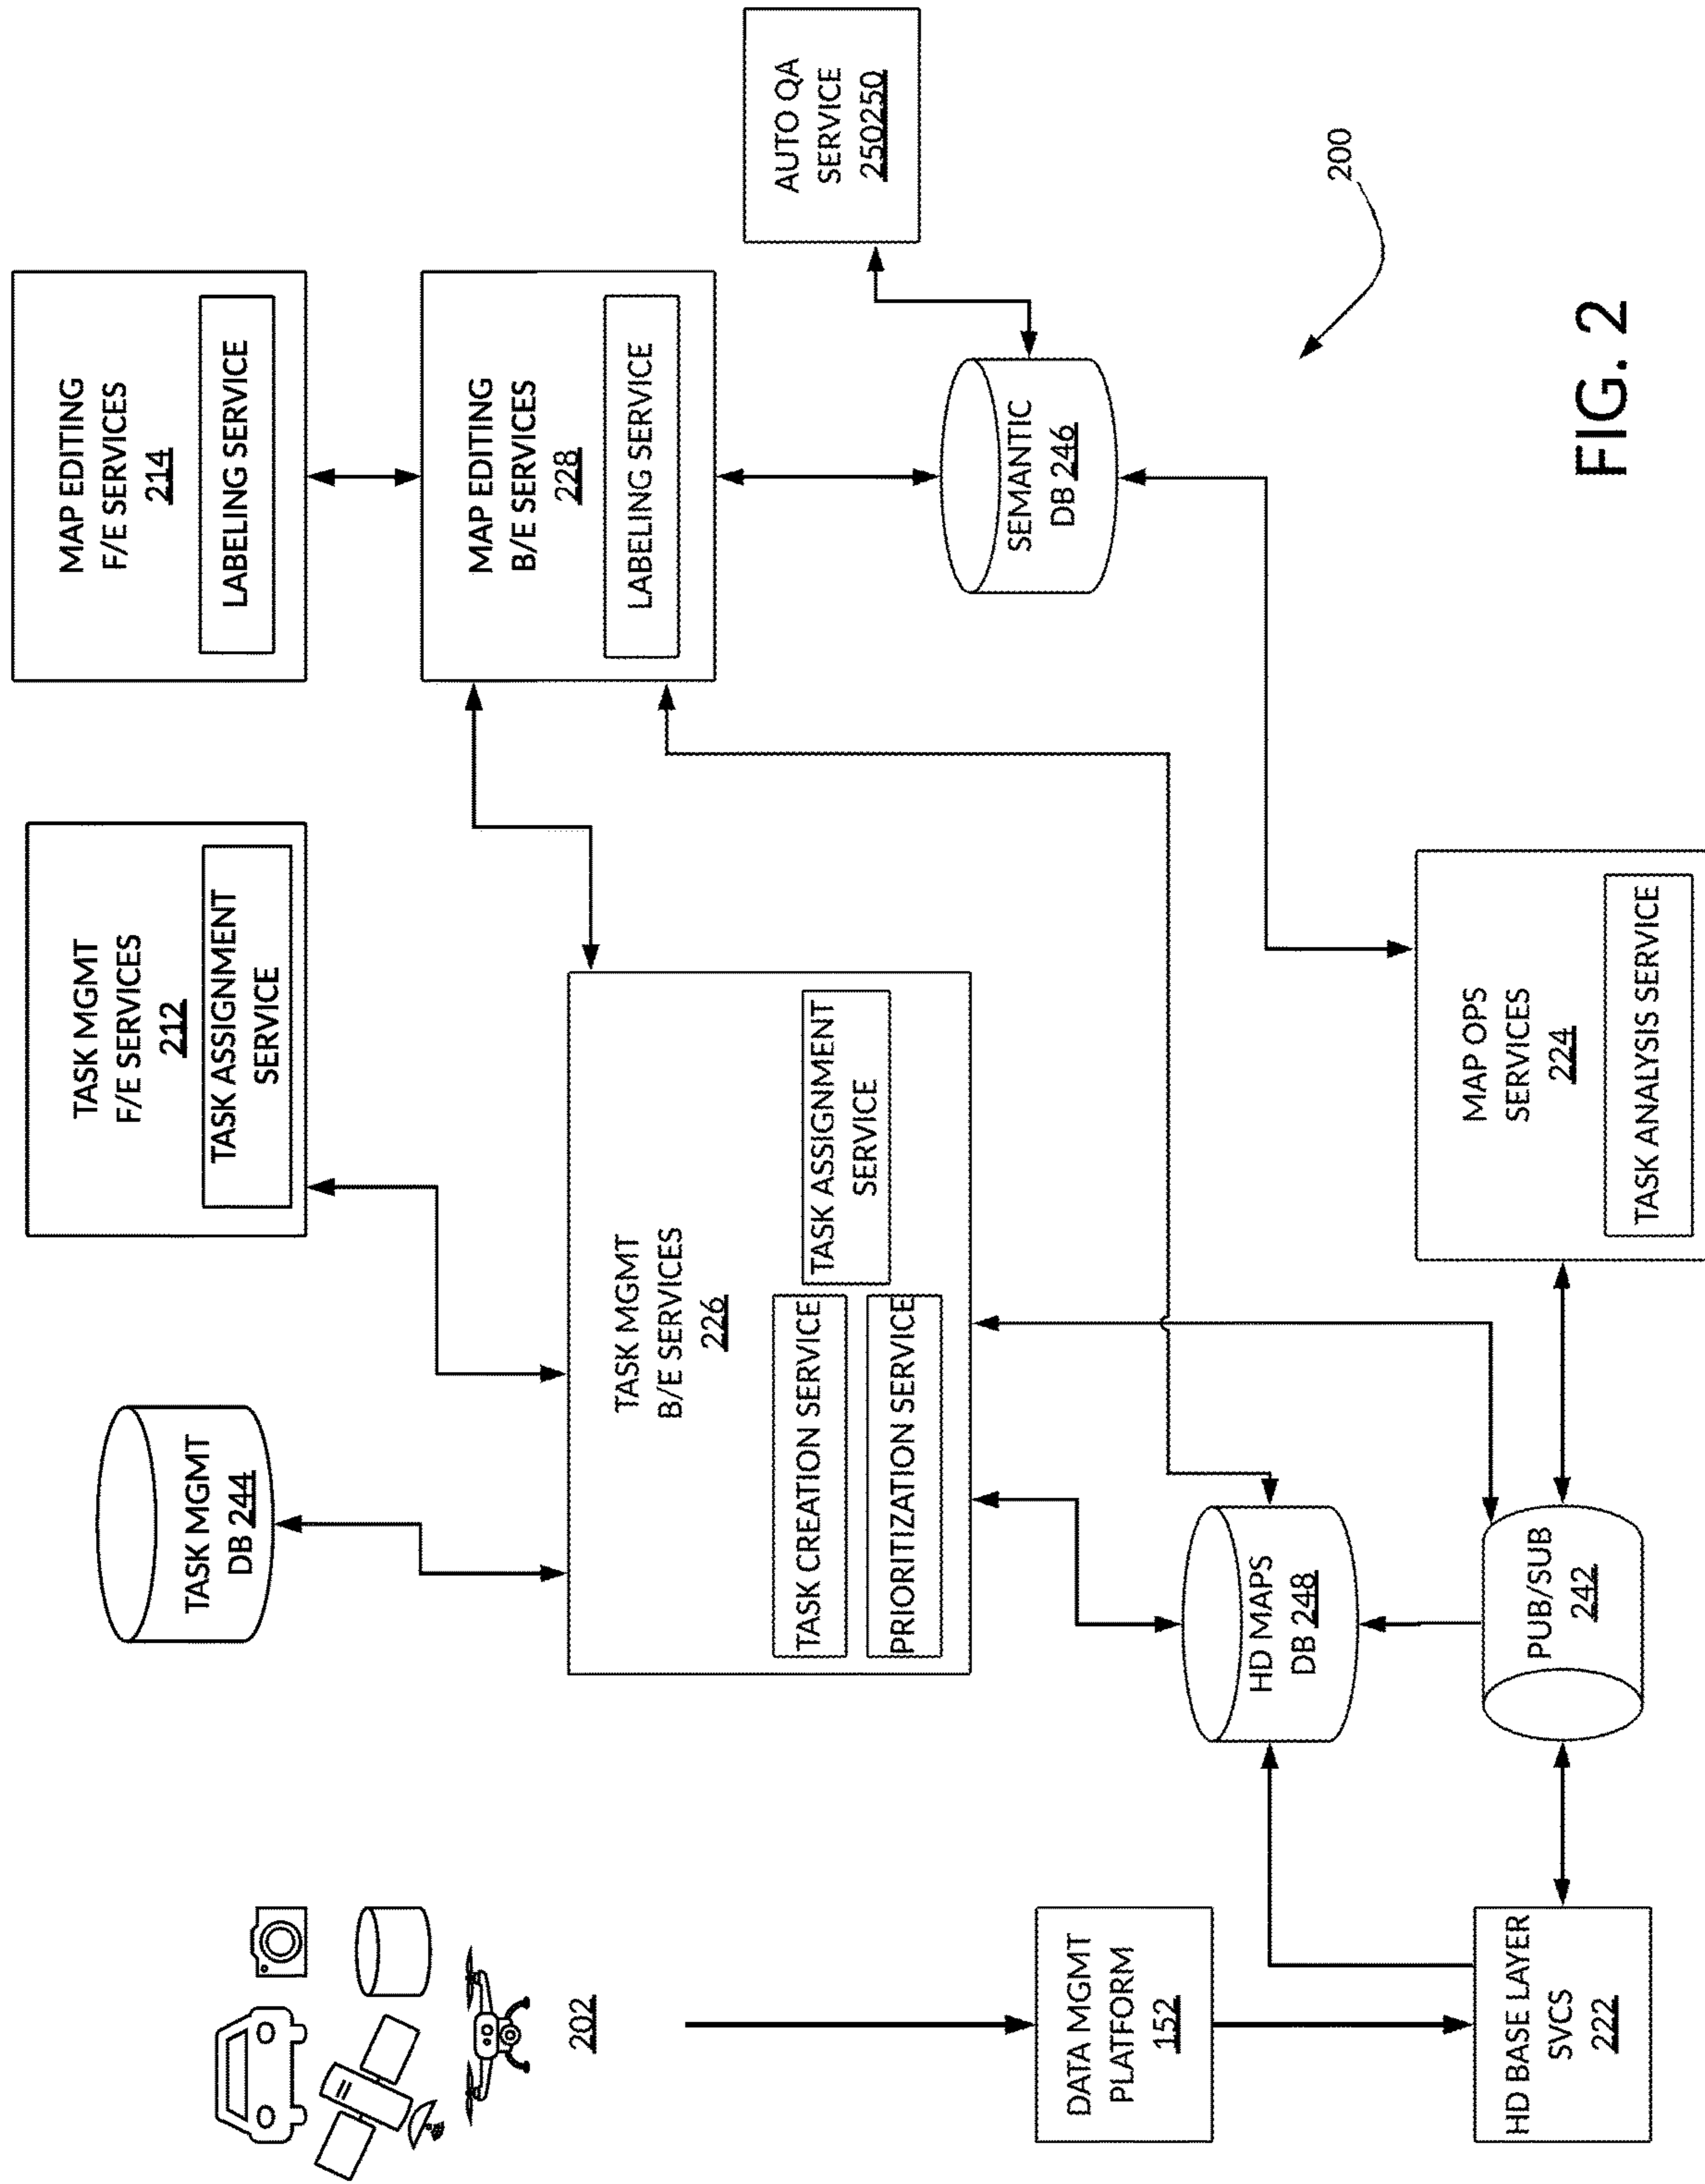 TASK MGMT
DB 244
TASK MGMT
F/E SERVICES
212
TASK ASSIGNMENT
SERVICE
MAP EDITING
F/E SERVICES
214
LABELING SERVICE
202
TASK MGMT
B/E SERVICES
226
TASK CREATION SERVICE
PRIORITIZATION SERVICE
TASK ASSIGNMENT
SERVICE
MAP EDITING
B/E SERVICES
228
LABELING SERVICE
AUTO QA
SERVICE
250250
DATA MGMT
PLATFORM
152
HD MAPS
DB 248
SEMANTIC
DB 246
HD BASE LAYER
SVCS
222
PUB/SUB
242
MAP OPS
SERVICES
224
TASK ANALYSIS SERVICE
200
FIG. 2